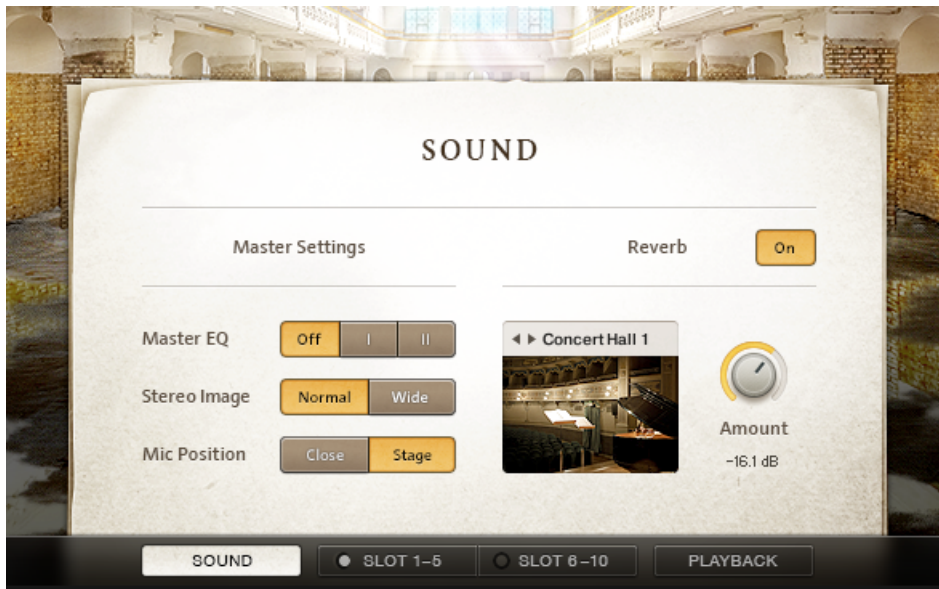 SOUND
Master Settings
Reverb On
Master EQ Off I II
Concert Hall 1
Stereo Image Normal Wide
Amount
Mic Position Close Stage
-16.1 dB
SOUND SLOT 1-5 SLOT 6-10 PLAYBACK